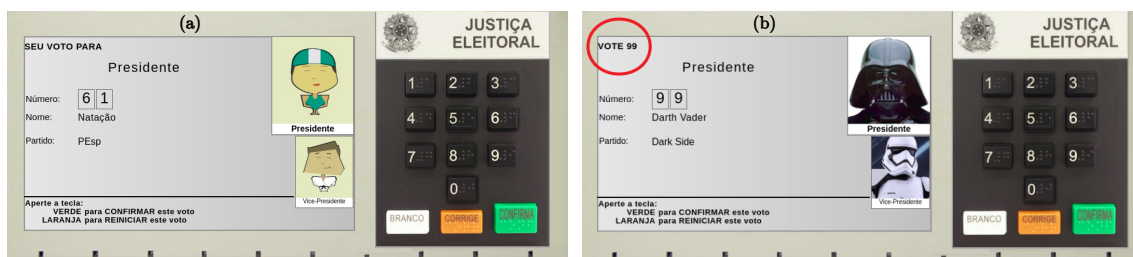 (a)
SEU VOTO PARA
Presidente
Número: 6 1
Nome: Natação
Partido: PEsp
Presidente
Vice-Presidente
Aperte a tecla:
VERDE para CONFIRMAR este voto
LARANJA para REINICIAR este voto
JUSTIÇA
ELEITORAL
1 2 3
4 5 6
7 8 9
0
BRANCO CORRIGE CONFIRMA
(b)
VOTE 99
Presidente
Número: 9 9
Nome: Darth Vader
Partido: Dark Side
Presidente
Vice-Presidente
Aperte a tecla:
VERDE para CONFIRMAR este voto
LARANJA para REINICIAR este voto
JUSTIÇA
ELEITORAL
1 2 3
4 5 6
7 8 9
0
BRANCO CORRIGE CONFIRMA